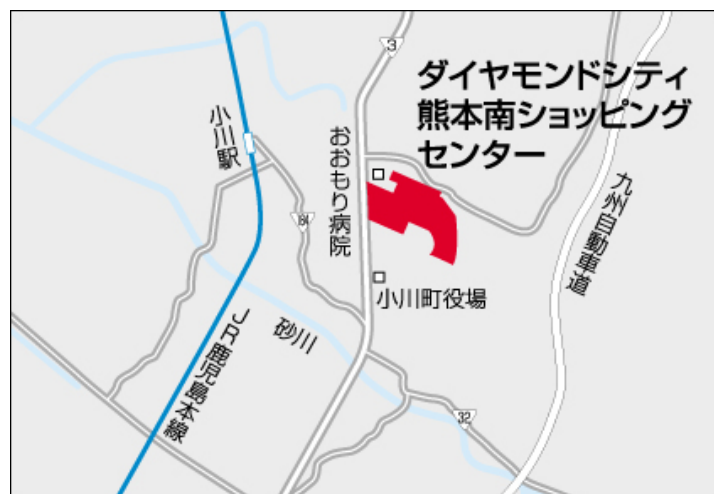 3
ダイヤモンドシティ
熊本南ショッピング
センター
小川駅
おおもり病院
九州自動車道
小川町役場
砂川
JR鹿児島本線
32